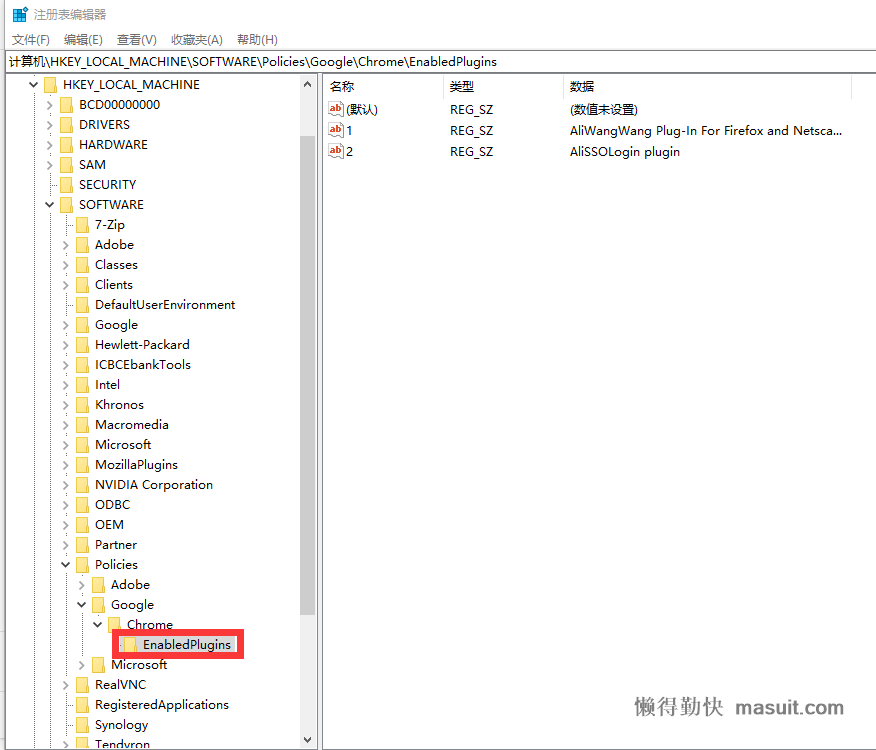 注册表编辑器
文件(F) 编辑(E) 查看(V) 收藏夹(A) 帮助(H)
计算机\HKEY_LOCAL_MACHINE\SOFTWARE\Policies\Google\Chrome\EnabledPlugins
HKEY_LOCAL_MACHINE
BCD00000000
DRIVERS
HARDWARE
SAM
SECURITY
SOFTWARE
7-Zip
Adobe
Classes
Clients
DefaultUserEnvironment
Google
Hewlett-Packard
ICBCEbankTools
Intel
Khronos
Macromedia
Microsoft
MozillaPlugins
NVIDIA Corporation
ODBC
OEM
Partner
Policies
Adobe
Google
Chrome
EnabledPlugins
Microsoft
RealVNC
RegisteredApplications
Synology
Tendyron
名称 类型 数据
ab (默认) REG_SZ (数值未设置)
ab 1 REG_SZ AliWangWang Plug-In For Firefox and Netsca...
ab 2 REG_SZ AliSSOLogin plugin
懒得勤快 masuit.com